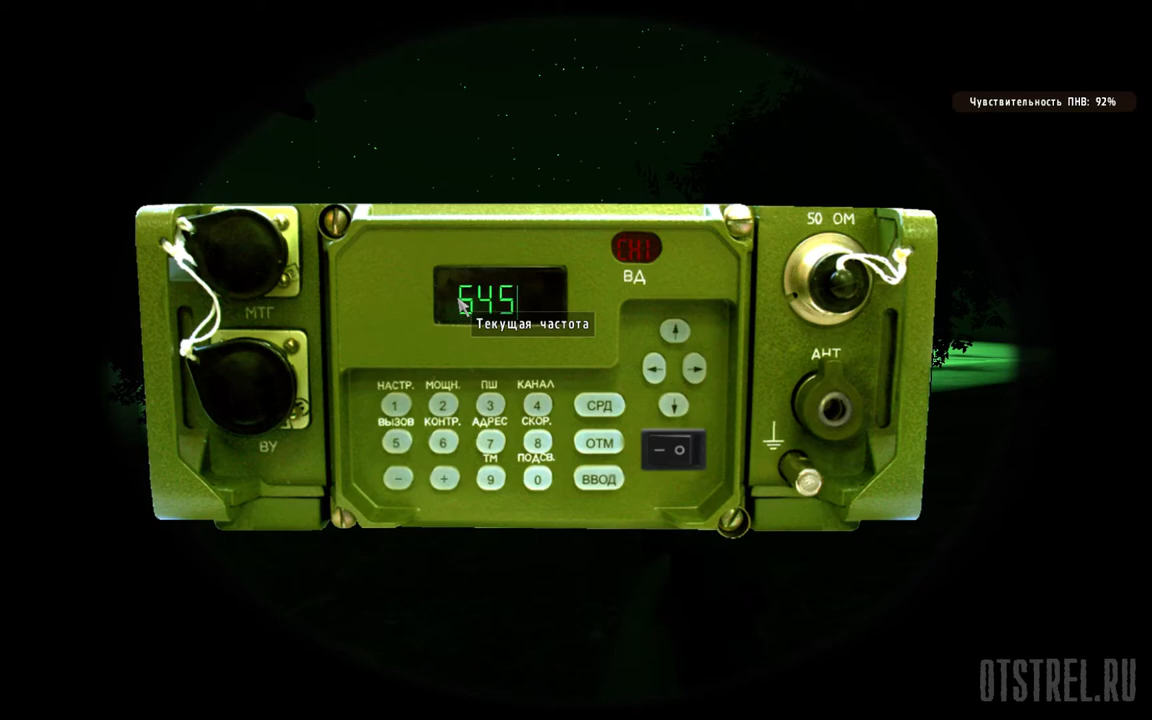 Чувствительность ПНВ: 92%
50 ОМ
СН1
ВД
645
Текущая частота
МТГ
ВУ
АНТ
НАСТР. МОЩН. ПШ КАНАЛ
1 2 3 4 СРД
ВЫЗОВ КОНТР. АДРЕС СКОР.
5 6 7 8 ОТМ
ТМ ПОДСВ.
− + 9 0 ВВОД
OTSTREL.RU